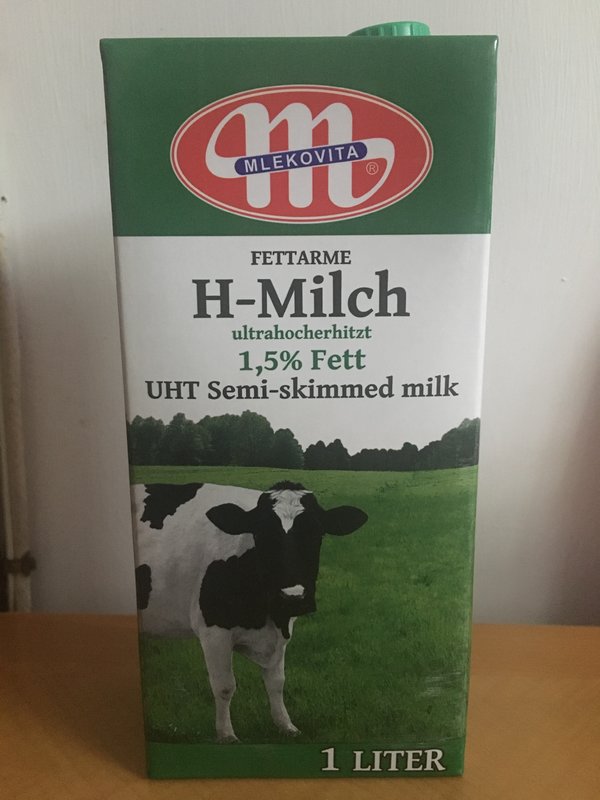 m
MLEKOVITA
®
FETTARME
H-Milch
ultrahocherhitzt
1,5% Fett
UHT Semi-skimmed milk
1 LITER